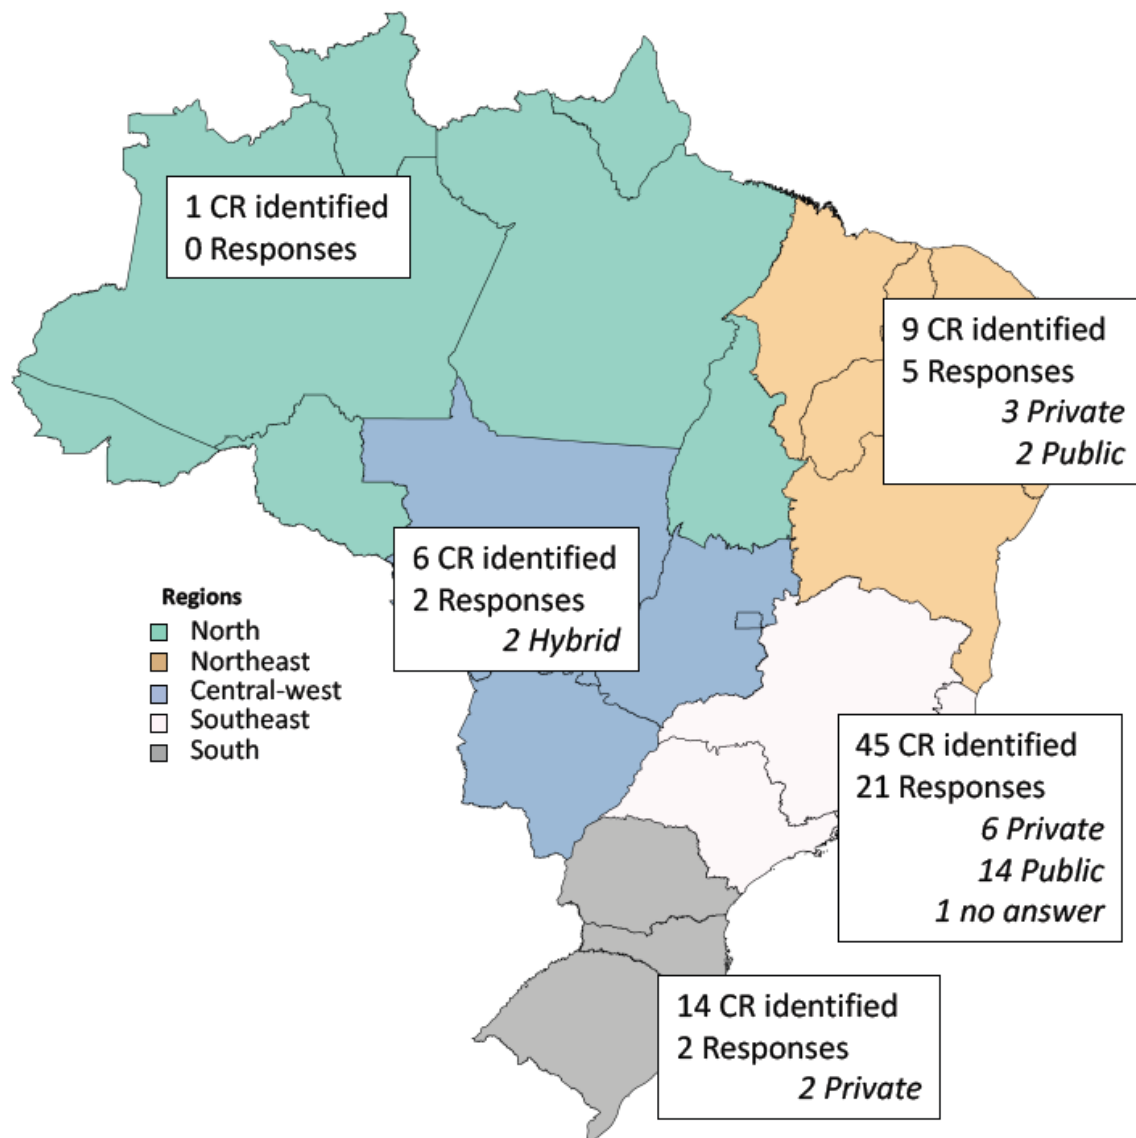 1 CR identified
0 Responses
9 CR identified
5 Responses
3 Private
2 Public
6 CR identified
2 Responses
2 Hybrid
Regions
North
Northeast
Central-west
Southeast
South
45 CR identified
21 Responses
6 Private
14 Public
1 no answer
14 CR identified
2 Responses
2 Private